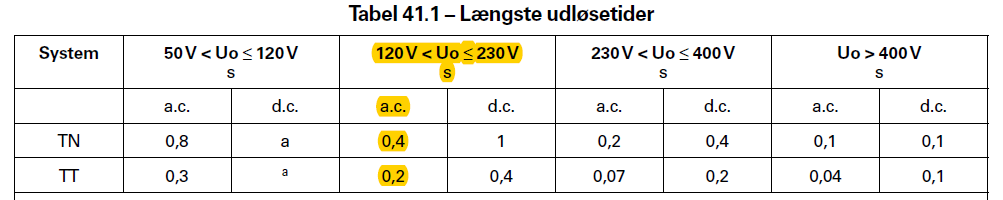 Tabel 41.1 – Længste udløsetider
System 50 V < Uo ≤ 120 V 120 V < Uo ≤ 230 V 230 V < Uo ≤ 400 V Uo > 400 V
s s s s
a.c. d.c. a.c. d.c. a.c. d.c. a.c. d.c.
TN 0,8 a 0,4 1 0,2 0,4 0,1 0,1
TT 0,3 a 0,2 0,4 0,07 0,2 0,04 0,1